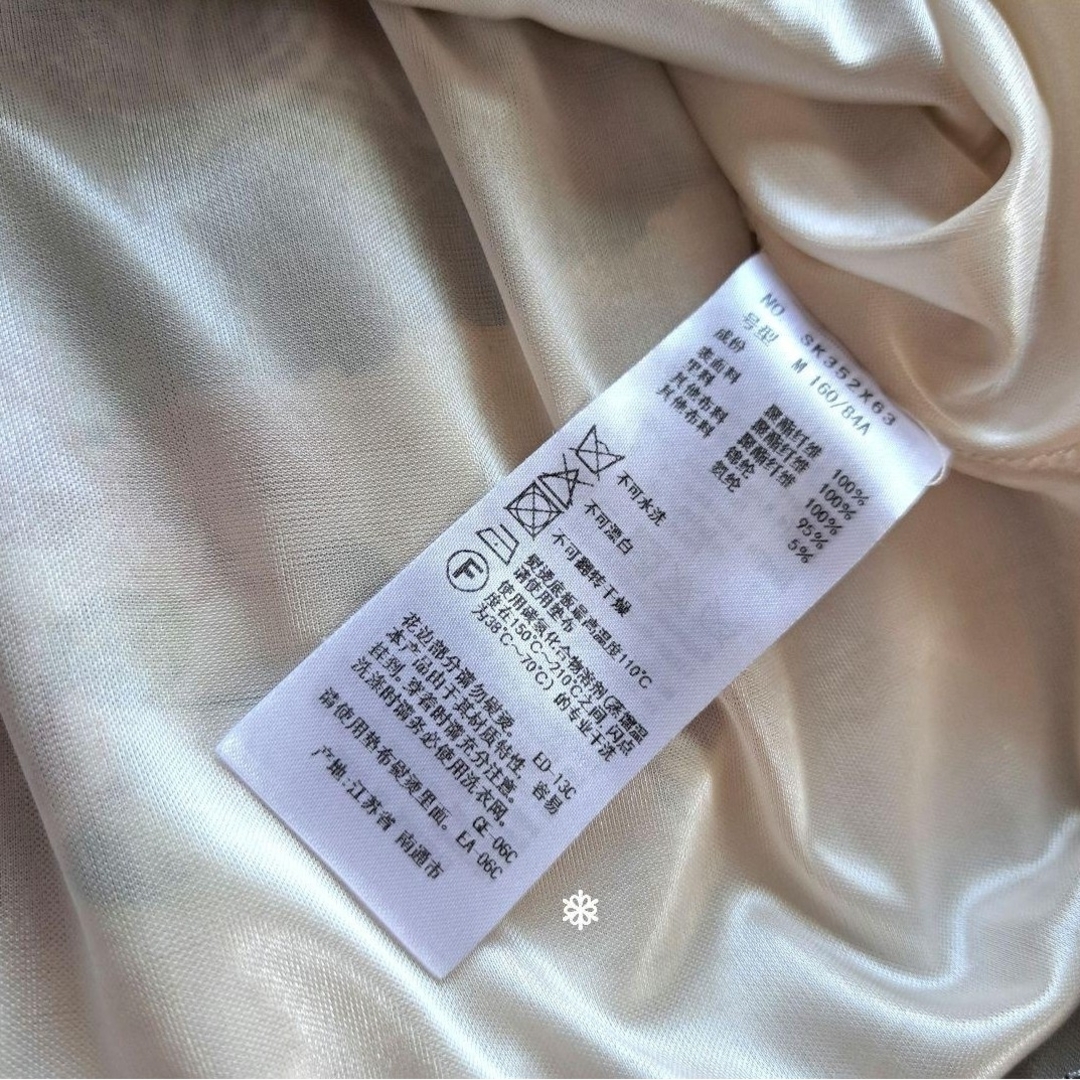 NO SK352X63
号型 M 160/84A
成份
表面料 聚酯纤维 100%
里料 聚酯纤维 100%
其他布料 聚酯纤维 100%
其他布料 锦纶 95%
氨纶 5%
不可水洗
不可漂白
不可翻转干燥
熨烫底板最高温度110℃
请使用垫布
F
使用碳氢化合物溶剂(蒸馏温
度在150℃~210℃之间 闪点
为38℃~70℃)的专业干洗
花边部分请勿熨烫。 ED-13C
本产品由于其材质特性 容易
挂到，穿着时请充分注意。
洗涤时请务必使用洗衣网。 GE-06C
请使用垫布熨烫里面。EA-06C
产地:江苏省 南通市